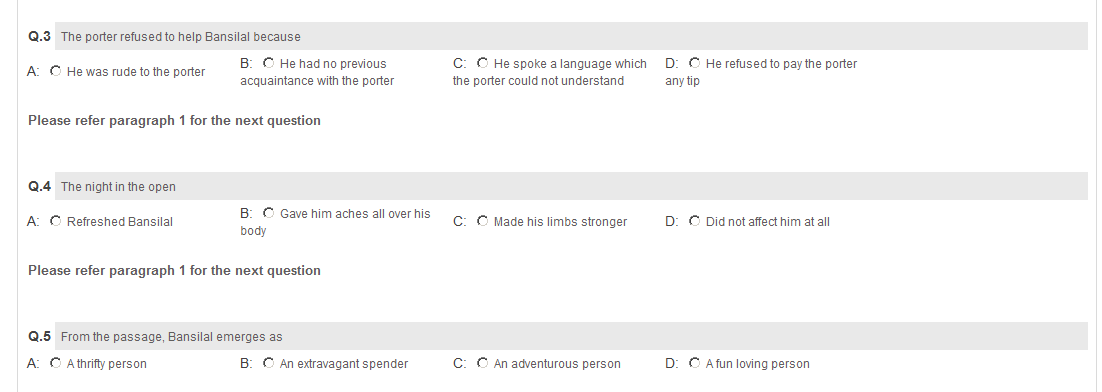 Q.3 The porter refused to help Bansilal because
A: He was rude to the porter B: He had no previous acquaintance with the porter C: He spoke a language which the porter could not understand D: He refused to pay the porter any tip
Please refer paragraph 1 for the next question
Q.4 The night in the open
A: Refreshed Bansilal B: Gave him aches all over his body C: Made his limbs stronger D: Did not affect him at all
Please refer paragraph 1 for the next question
Q.5 From the passage, Bansilal emerges as
A: A thrifty person B: An extravagant spender C: An adventurous person D: A fun loving person